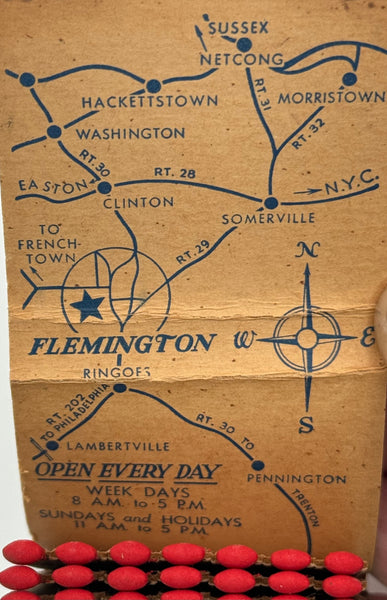 SUSSEX
NETCONG
HACKETTSTOWN
MORRISTOWN
RT. 31
RT. 32
WASHINGTON
RT. 30
RT. 28
EASTON
N.Y.C.
CLINTON
SOMERVILLE
TO
FRENCH-
TOWN
RT. 29
N
FLEMINGTON
W
E
S
RINGOES
RT. 202
TO PHILADELPHIA
RT. 30 TO
LAMBERTVILLE
PENNINGTON
TRENTON
OPEN EVERY DAY
WEEK DAYS
8 A.M. to 5 P.M.
SUNDAYS and HOLIDAYS
11 A.M. to 5 P.M.